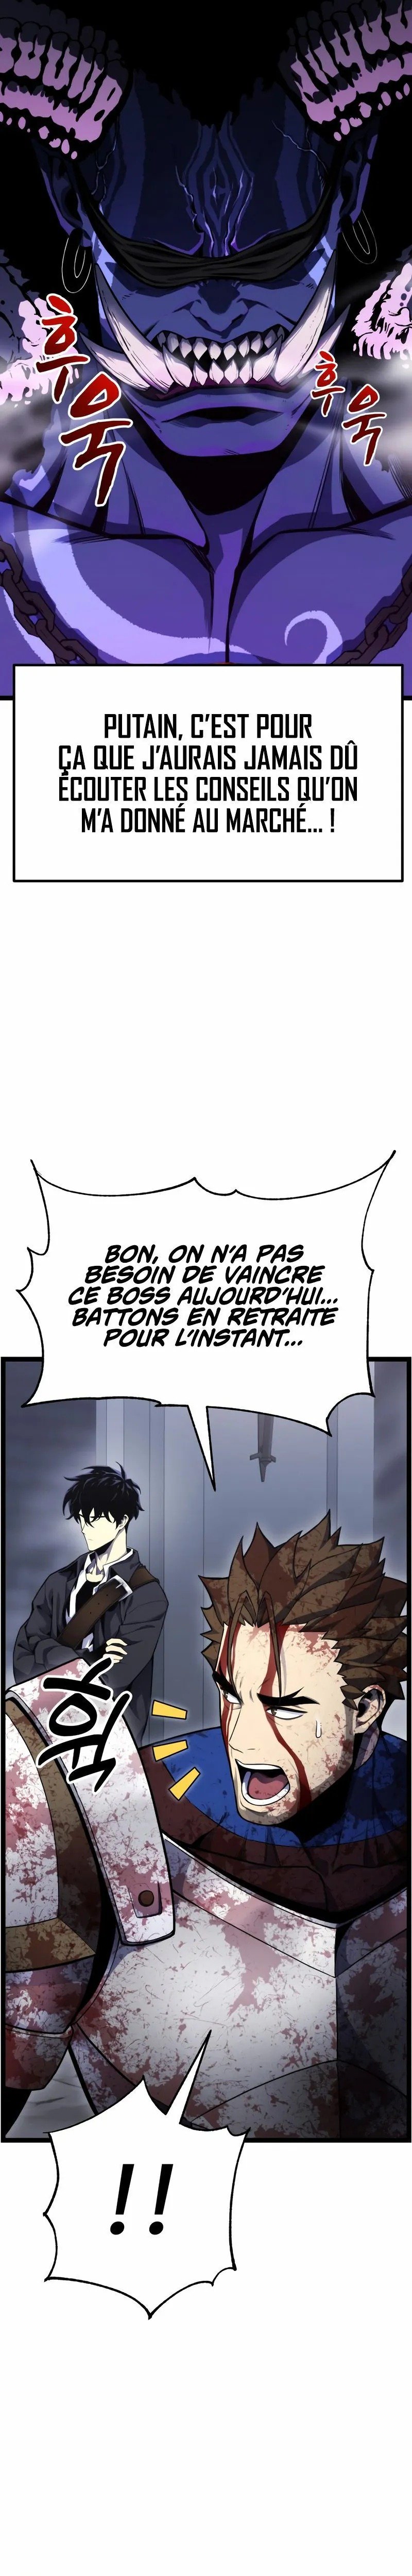 후욱
후욱
PUTAIN, C'EST POUR
ÇA QUE J'AURAIS JAMAIS DÛ
ÉCOUTER LES CONSEILS QU'ON
M'A DONNÉ AU MARCHÉ... !
BON, ON N'A PAS
BESOIN DE VAINCRE
CE BOSS AUJOURD'HUI...
BATTONS EN RETRAITE
POUR L'INSTANT...
!!